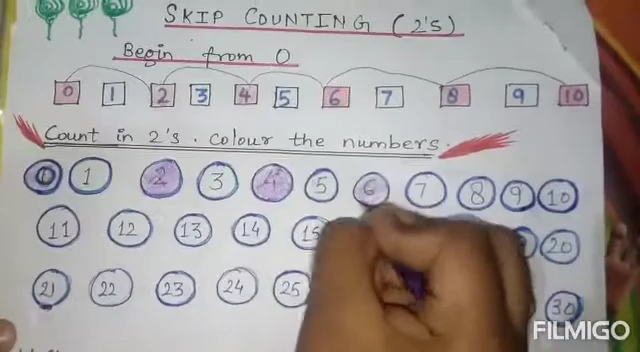 SKIP COUNTING (2's)
Begin from 0
0 1 2 3 4 5 6 7 8 9 10
Count in 2's. colour the numbers.
0 1 2 3 4 5 6 7 8 9 10
11 12 13 14 15 20
21 22 23 24 25 30
FILMIGO